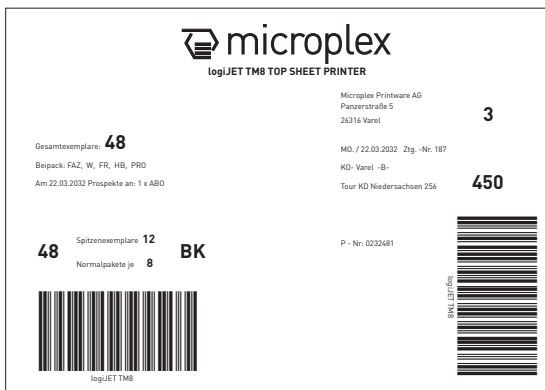 microplex
logiJET TM8 TOP SHEET PRINTER
Microplex Printware AG
Panzerstraße 5
26316 Varel
3
Gesamtexemplare: 48
Beipack: FAZ, W, FR, HB, PRO
Am 22.03.2032 Prospekte an: 1 x ABO
MO. / 22.03.2032 Ztg. -Nr. 187
KO- Varel -B-
Tour KD Niedersachsen 256
450
48
Spitzenexemplare 12
Normalpakete je 8
BK
P - Nr: 0232481
logiJET TM8
logiJET TM8